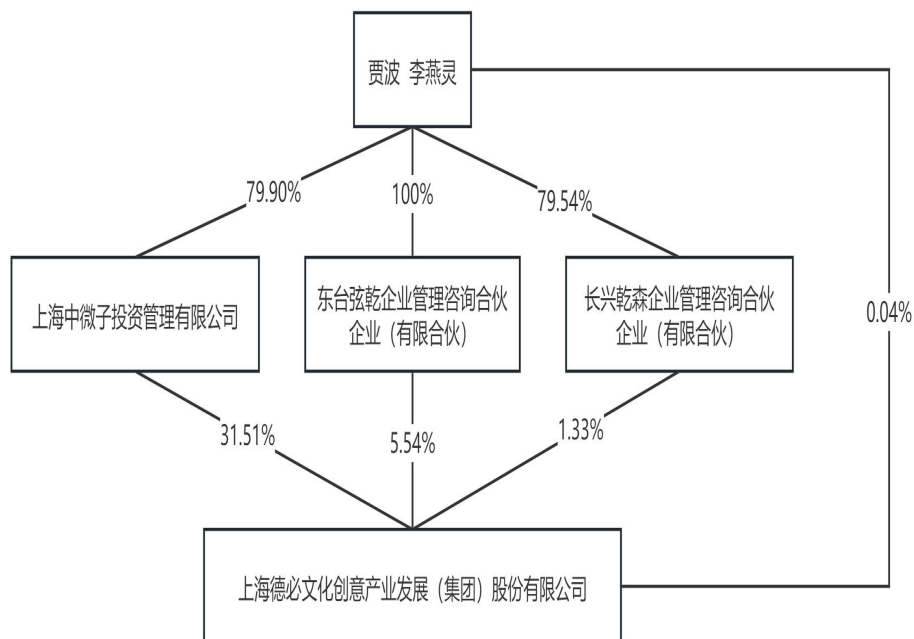 贾波 李燕灵
79.90%
100%
79.54%
上海中微子投资管理有限公司
东台弦乾企业管理咨询合伙
企业（有限合伙）
长兴乾森企业管理咨询合伙
企业（有限合伙）
0.04%
31.51%
5.54%
1.33%
上海德必文化创意产业发展（集团）股份有限公司